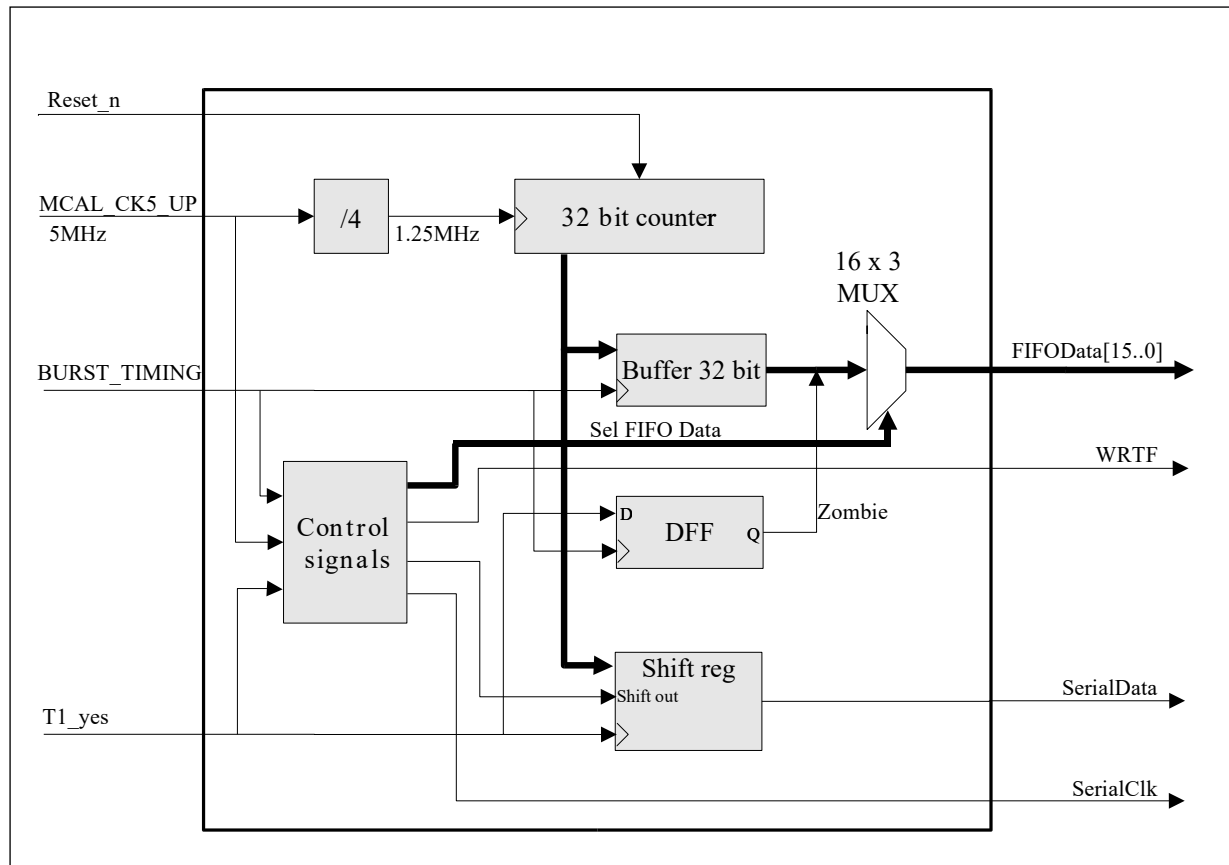 Reset_n
MCAL_CK5_UP
5MHz
/4
1.25MHz
32 bit counter
16 x 3
MUX
BURST_TIMING
Buffer 32 bit
FIFOData[15..0]
Sel FIFO Data
WRTF
Control
signals
D
DFF
Q
Zombie
Shift reg
Shift out
SerialData
T1_yes
SerialClk